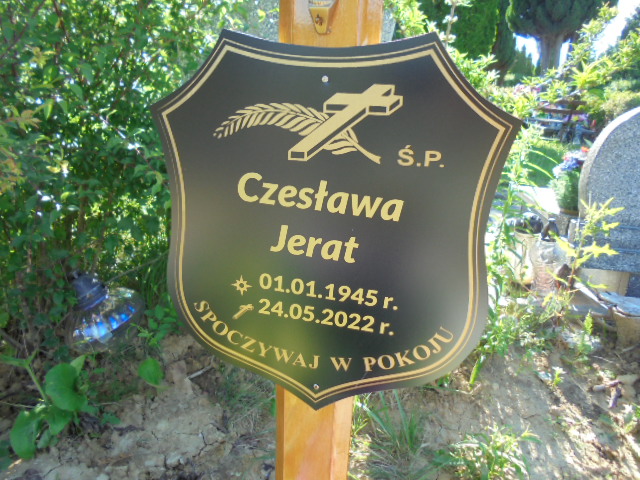 Ś.P.
Czesława
Jerat
01.01.1945 r.
24.05.2022 r.
SPOCZYWAJ W POKOJU